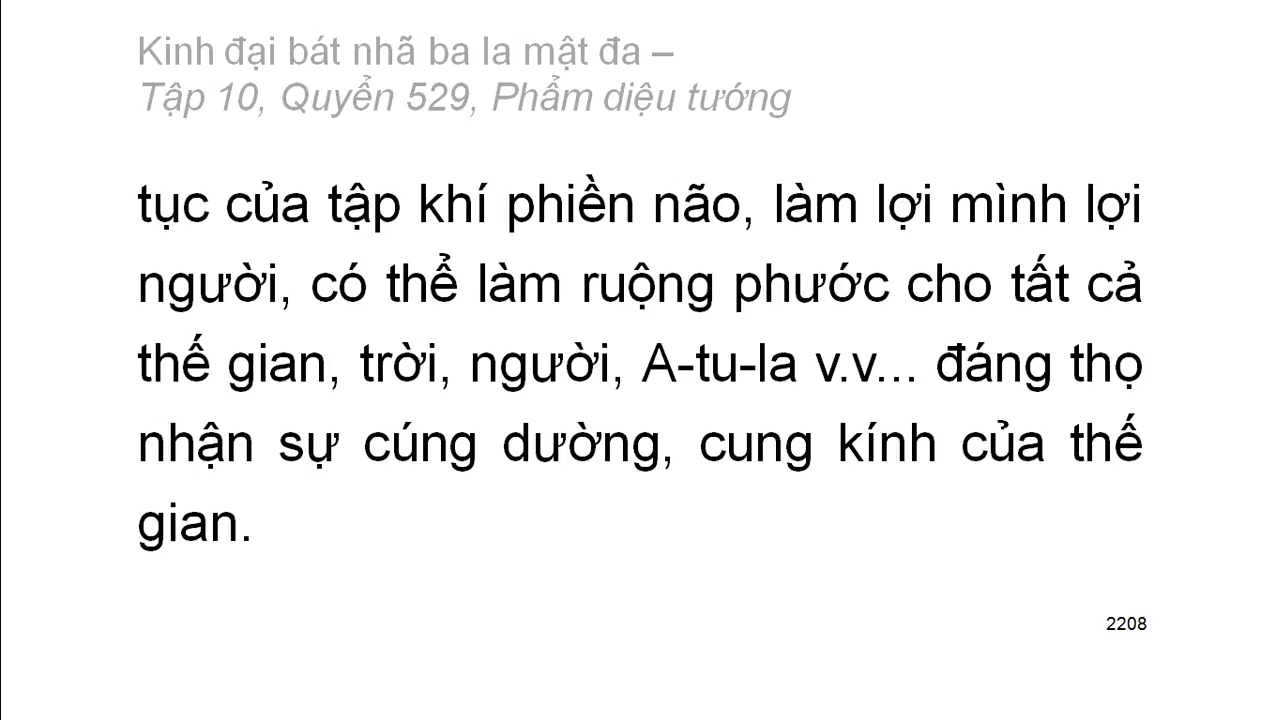 Kinh đại bát nhã ba la mật đa –
Tập 10, Quyển 529, Phẩm diệu tướng
tục của tập khí phiền não, làm lợi mình lợi
người, có thể làm ruộng phước cho tất cả
thế gian, trời, người, A-tu-la v.v... đáng thọ
nhận sự cúng dường, cung kính của thế
gian.
2208